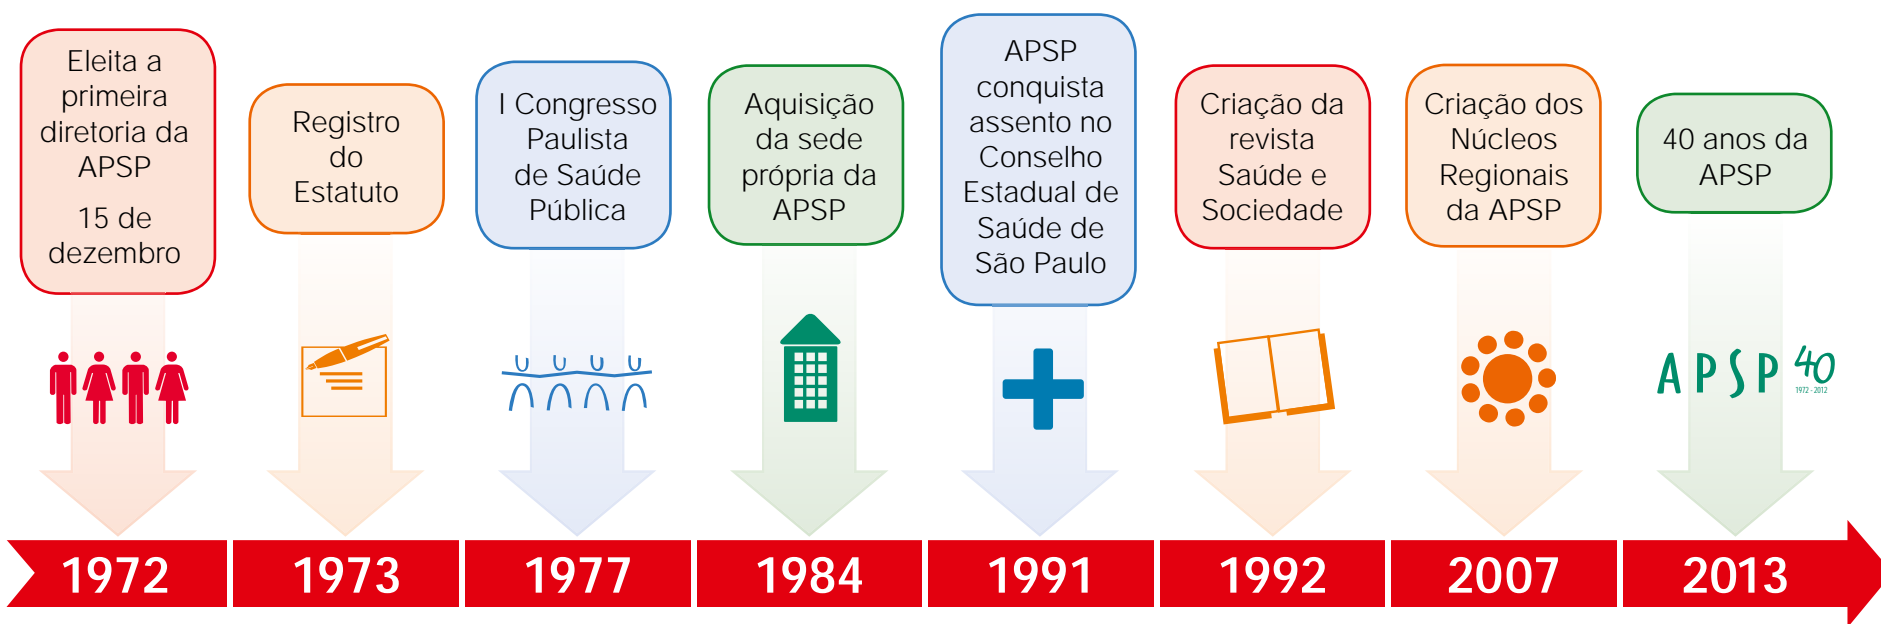 Eleita a
primeira
diretoria da
APSP
15 de
dezembro
Registro
do
Estatuto
I Congresso
Paulista
de Saúde
Pública
Aquisição
da sede
própria da
APSP
APSP
conquista
assento no
Conselho
Estadual de
Saúde de
São Paulo
Criação da
revista
Saúde e
Sociedade
Criação dos
Núcleos
Regionais
da APSP
40 anos da
APSP
APSP 40
1972 - 2012
1972
1973
1977
1984
1991
1992
2007
2013